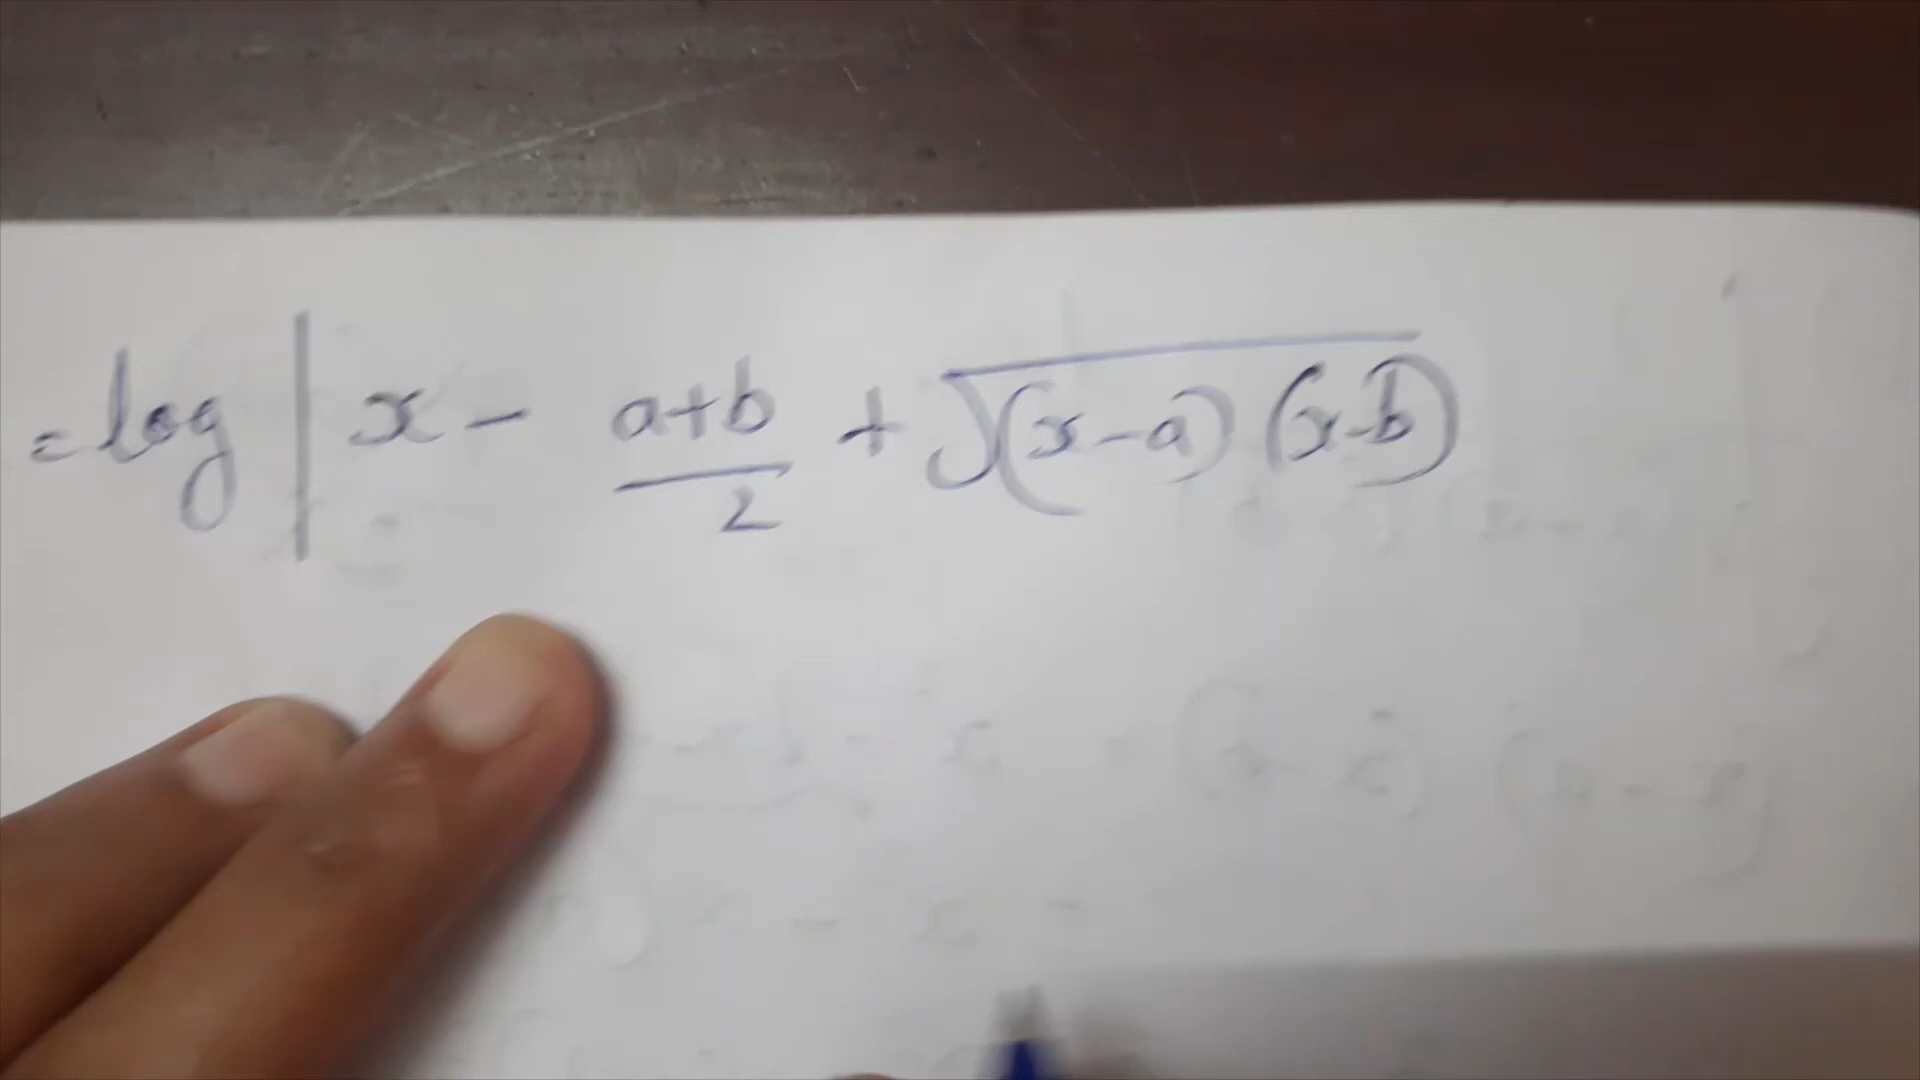 = log | x - a+b/2 + √(x-a) (x-b)